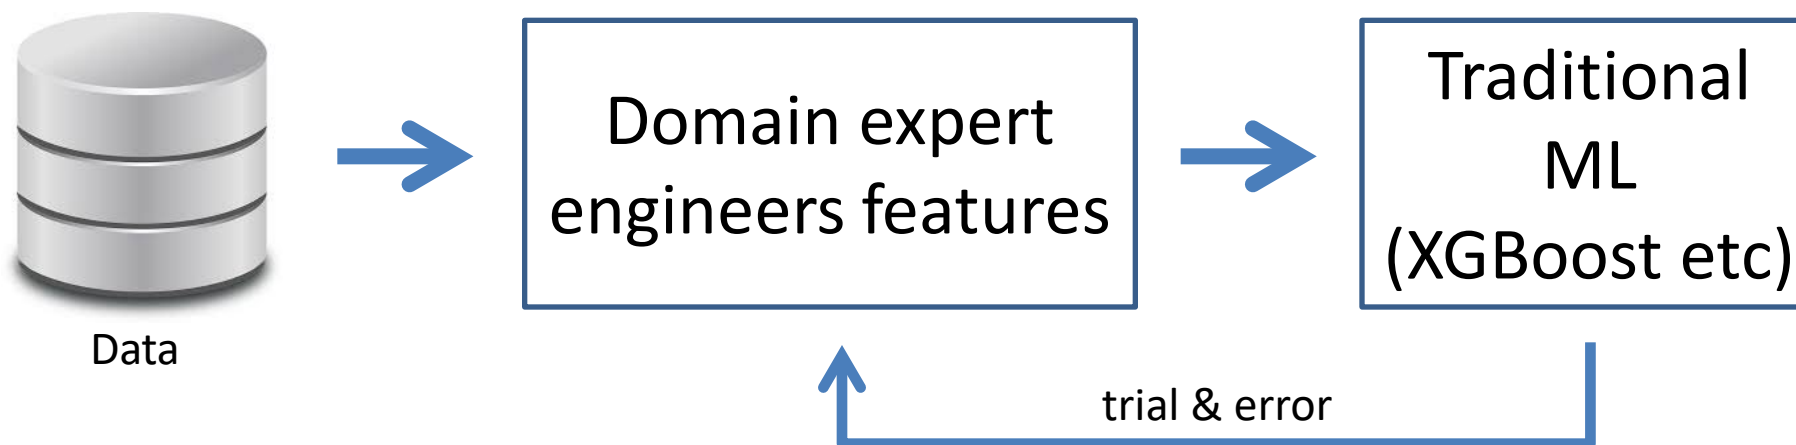 Data
Domain expert
engineers features
Traditional
ML
(XGBoost etc)
trial & error